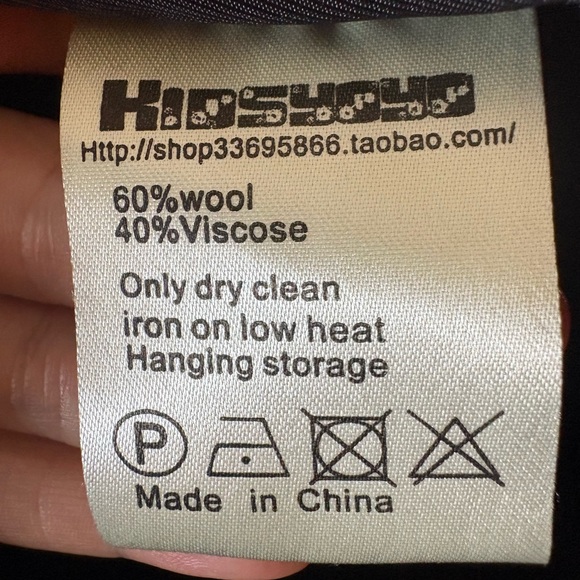 KIDSYOYO
Http://shop33695866.taobao.com/
60%wool
40%Viscose
Only dry clean
iron on low heat
Hanging storage
P
Made in China